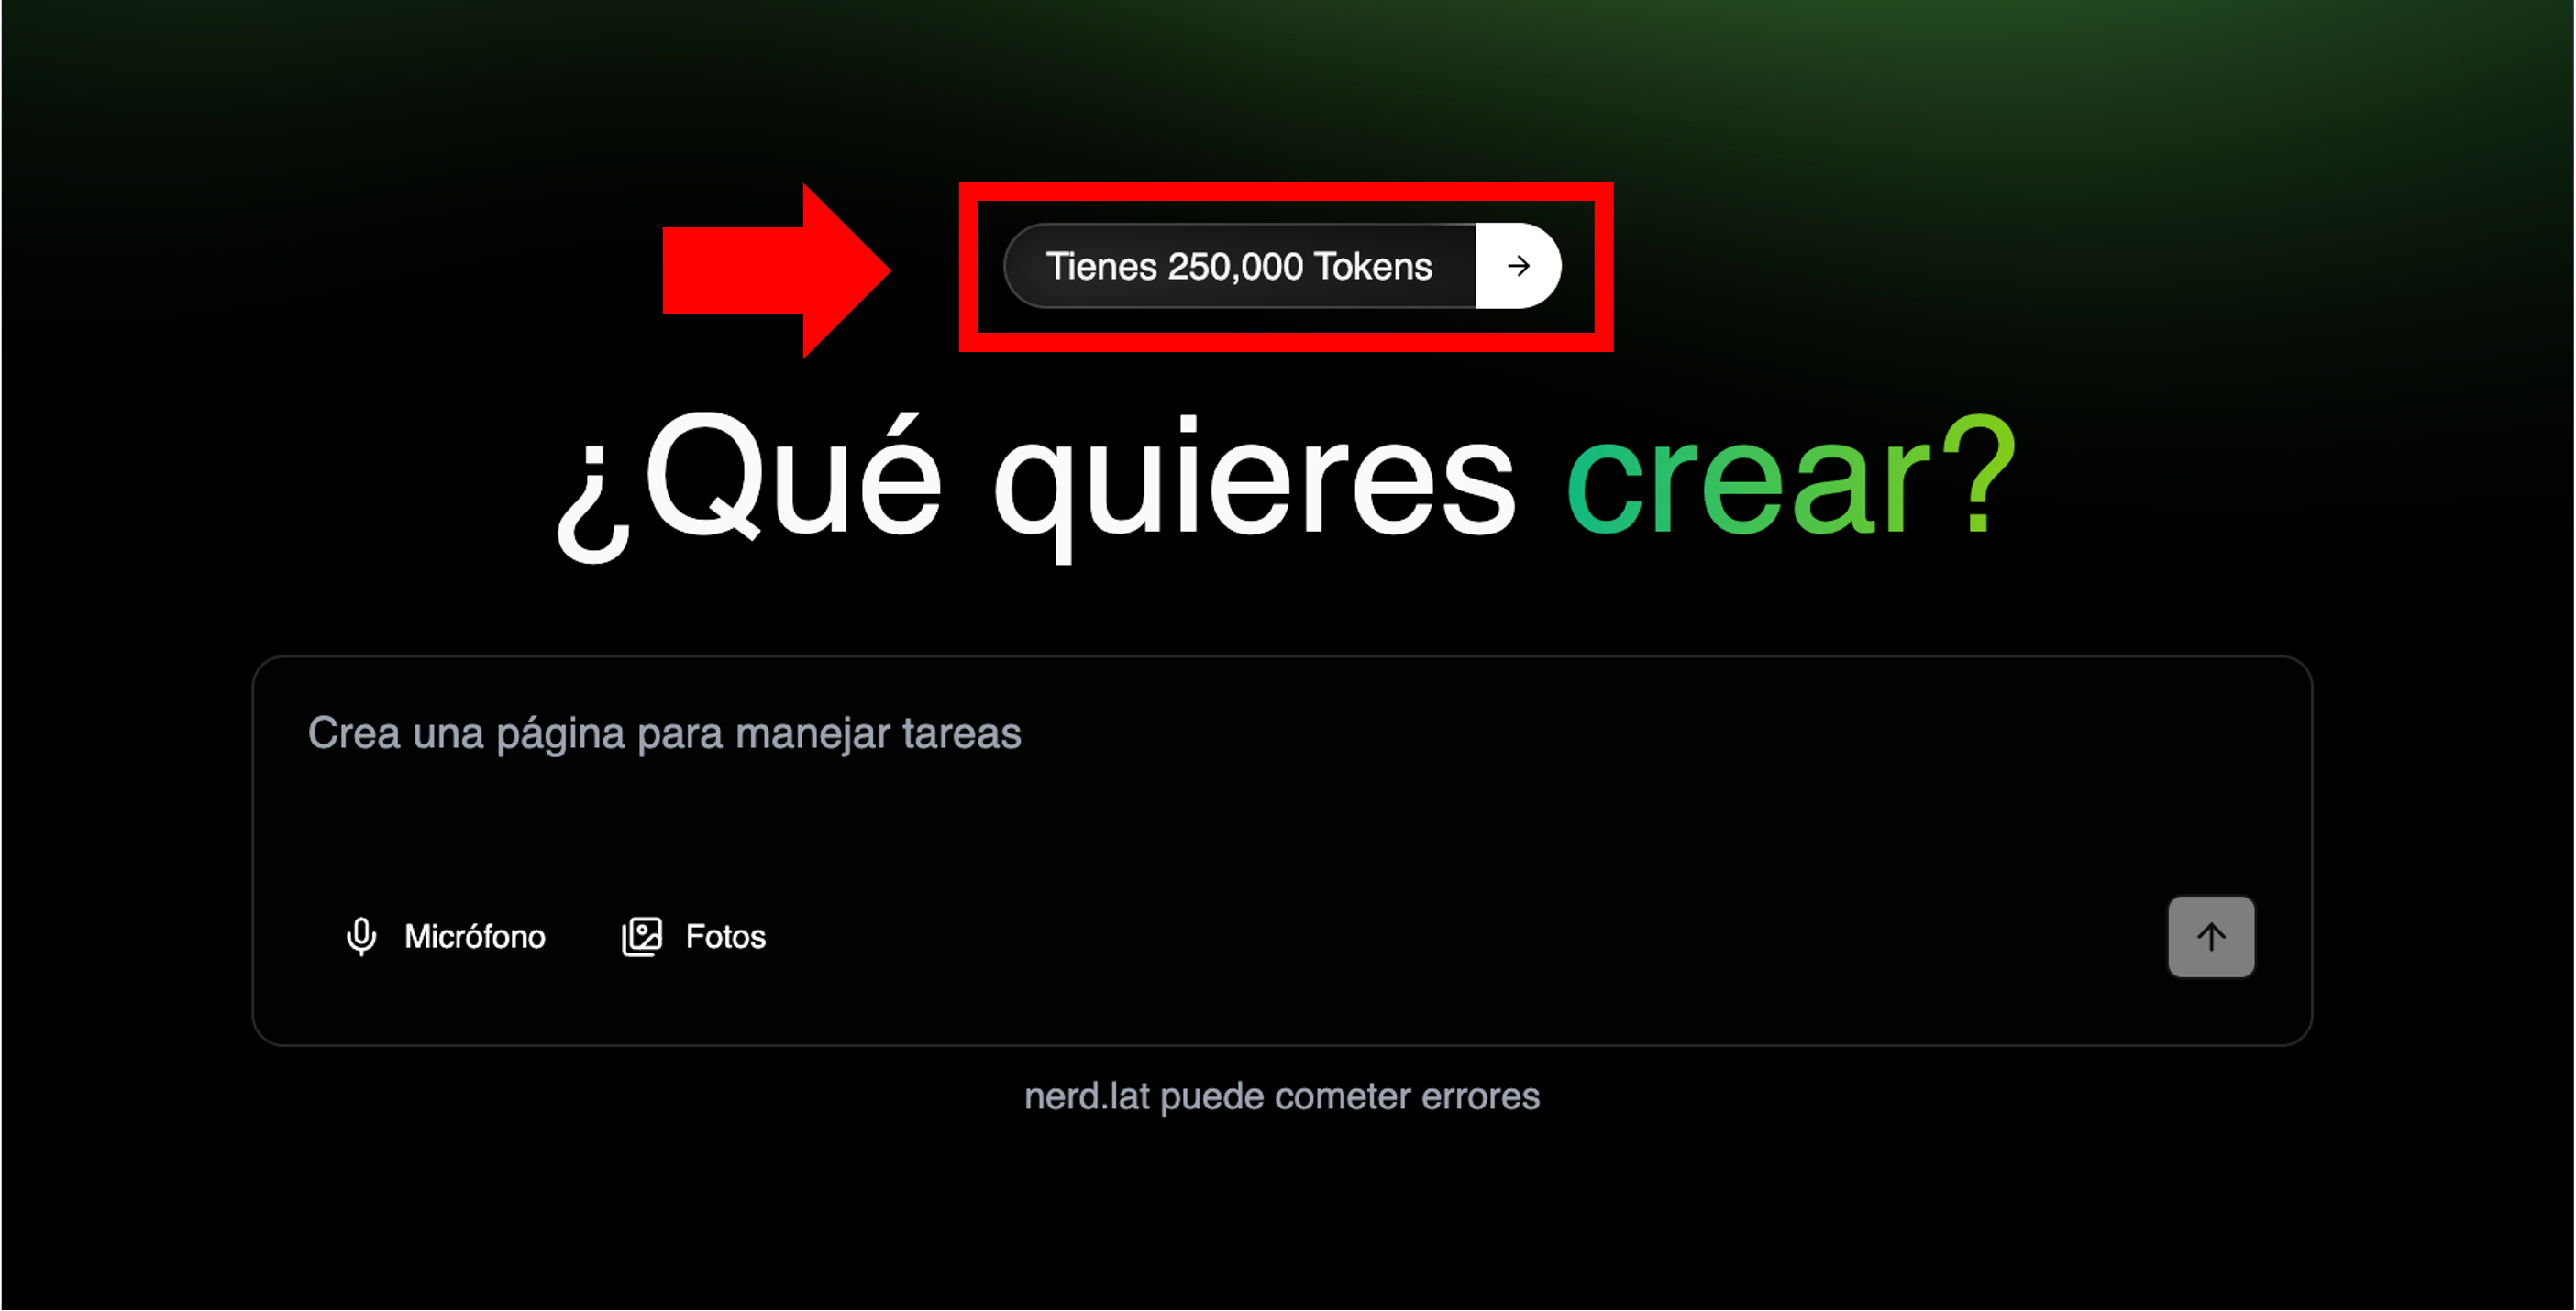 Tienes 250,000 Tokens
¿Qué quieres crear?
Crea una página para manejar tareas
Micrófono Fotos
nerd.lat puede cometer errores